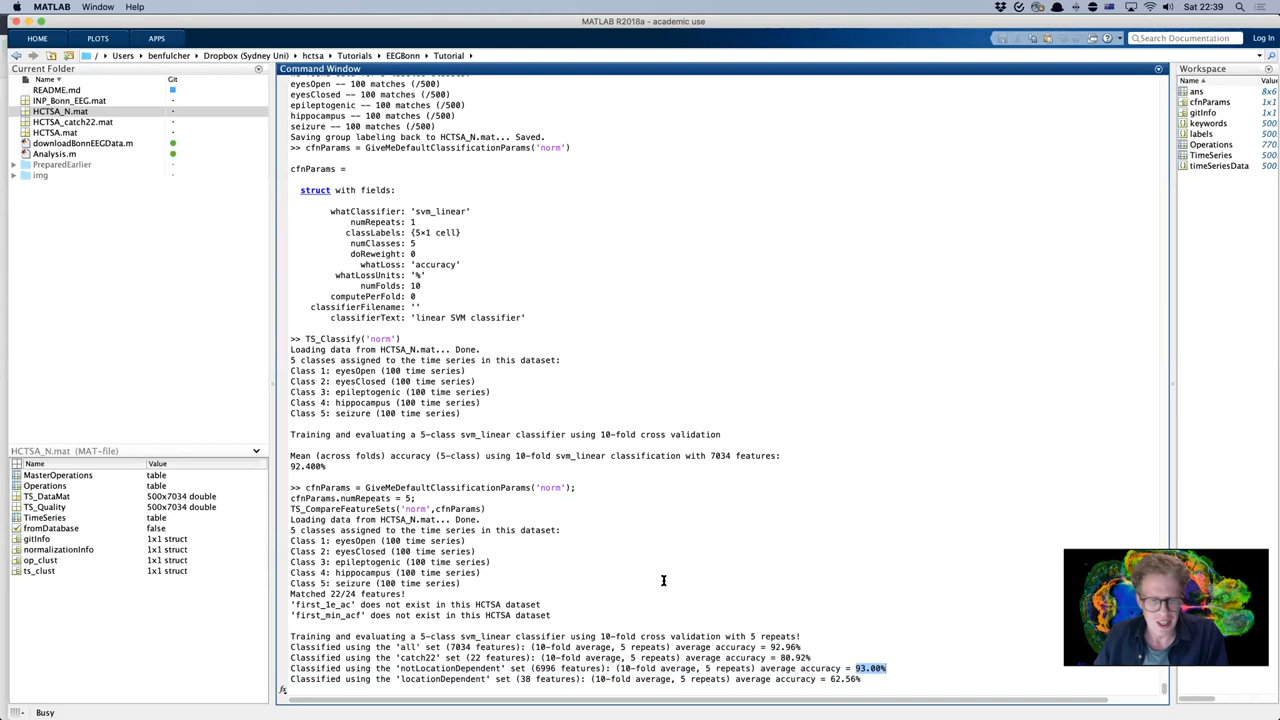 MATLAB Window Help
Sat 22:39
MATLAB R2018a - academic use
HOME PLOTS APPS
Search Documentation
Log In
/ Users benfulcher Dropbox (Sydney Uni) hctsa Tutorials EEGBonn Tutorial
Current Folder
Name Git
README.md
INP_Bonn_EEG.mat
HCTSA_N.mat
HCTSA_catch22.mat
HCTSA.mat
downloadBonnEEGData.m
Analysis.m
PreparedEarlier
img
HCTSA_N.mat (MAT-file)
Name Value
MasterOperations table
Operations table
TS_DataMat 500x7034 double
TS_Quality 500x7034 double
TimeSeries table
fromDatabase false
gitInfo 1x1 struct
normalizationInfo 1x1 struct
op_clust 1x1 struct
ts_clust 1x1 struct
Command Window
eyesOpen -- 100 matches (/500)
eyesClosed -- 100 matches (/500)
epileptogenic -- 100 matches (/500)
hippocampus -- 100 matches (/500)
seizure -- 100 matches (/500)
Saving group labeling back to HCTSA_N.mat... Saved.
>> cfnParams = GiveMeDefaultClassificationParams('norm')
cfnParams =
struct with fields:
whatClassifier: 'svm_linear'
numRepeats: 1
classLabels: {5×1 cell}
numClasses: 5
doReweight: 0
whatLoss: 'accuracy'
whatLossUnits: '%'
numFolds: 10
computePerFold: 0
classifierFilename: ''
classifierText: 'linear SVM classifier'
>> TS_Classify('norm')
Loading data from HCTSA_N.mat... Done.
5 classes assigned to the time series in this dataset:
Class 1: eyesOpen (100 time series)
Class 2: eyesClosed (100 time series)
Class 3: epileptogenic (100 time series)
Class 4: hippocampus (100 time series)
Class 5: seizure (100 time series)
Training and evaluating a 5-class svm_linear classifier using 10-fold cross validation
Mean (across folds) accuracy (5-class) using 10-fold svm_linear classification with 7034 features:
92.400%
>> cfnParams = GiveMeDefaultClassificationParams('norm');
cfnParams.numRepeats = 5;
TS_CompareFeatureSets('norm',cfnParams)
Loading data from HCTSA_N.mat... Done.
5 classes assigned to the time series in this dataset:
Class 1: eyesOpen (100 time series)
Class 2: eyesClosed (100 time series)
Class 3: epileptogenic (100 time series)
Class 4: hippocampus (100 time series)
Class 5: seizure (100 time series)
Matched 22/24 features!
'first_1e_ac' does not exist in this HCTSA dataset
'first_min_acf' does not exist in this HCTSA dataset
Training and evaluating a 5-class svm_linear classifier using 10-fold cross validation with 5 repeats!
Classified using the 'all' set (7034 features): (10-fold average, 5 repeats) average accuracy = 92.96%
Classified using the 'catch22' set (22 features): (10-fold average, 5 repeats) average accuracy = 80.92%
Classified using the 'notLocationDependent' set (6996 features): (10-fold average, 5 repeats) average accuracy = 93.00%
Classified using the 'locationDependent' set (38 features): (10-fold average, 5 repeats) average accuracy = 62.56%
fx
Workspace
Name Value
ans 8x6
cfnParams 1x1
gitInfo 1x1
keywords 500
labels 500
Operations 770
TimeSeries 500
timeSeriesData 500
Busy